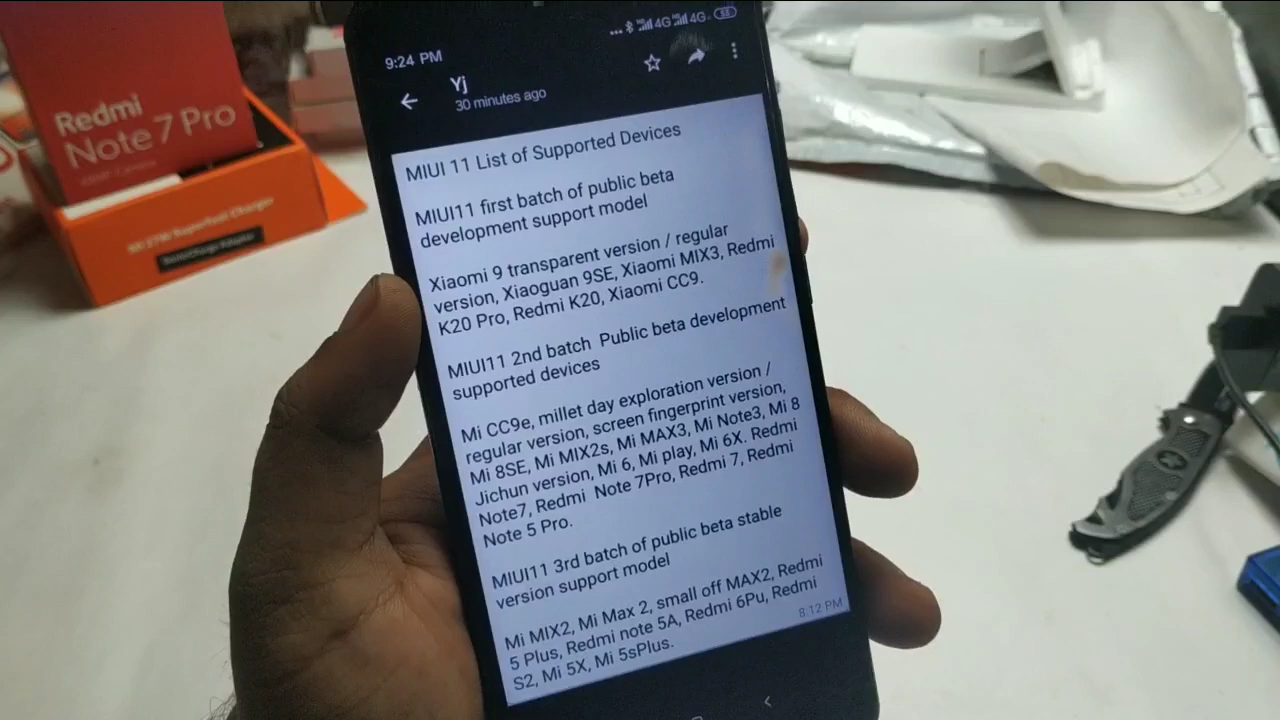 Redmi
Note 7 Pro
9:24 PM
4G 4G
Yj
30 minutes ago
MIUI 11 List of Supported Devices
MIUI11 first batch of public beta
development support model
Xiaomi 9 transparent version / regular
version, Xiaoguan 9SE, Xiaomi MIX3, Redmi
K20 Pro, Redmi K20, Xiaomi CC9.
MIUI11 2nd batch Public beta development
supported devices
Mi CC9e, millet day exploration version /
regular version, screen fingerprint version,
Mi 8SE, Mi MIX2s, Mi MAX3, Mi Note3, Mi 8
Jichun version, Mi 6, Mi play, Mi 6X. Redmi
Note7, Redmi Note 7Pro, Redmi 7, Redmi
Note 5 Pro.
MIUI11 3rd batch of public beta stable
version support model
Mi MIX2, Mi Max 2, small off MAX2, Redmi
5 Plus, Redmi note 5A, Redmi 6Pu, Redmi
S2, Mi 5X, Mi 5sPlus.
8:12 PM